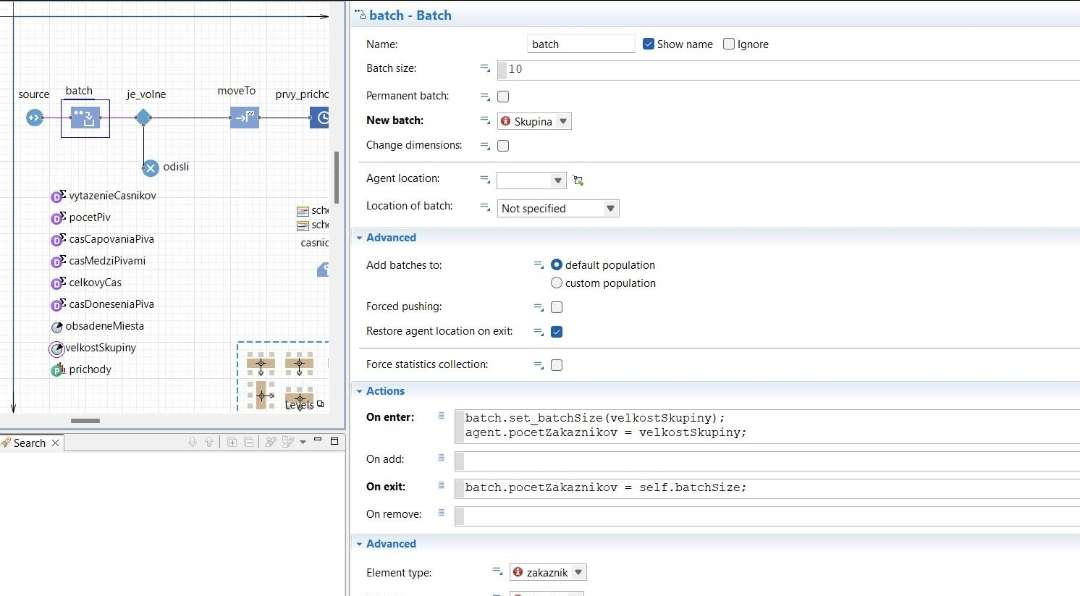 source
batch
je_volne
moveTo
prvy_pricho
odisli
vytazenieCasnikov
pocetPiv
casCapovaniaPiva
casMedziPivami
celkovyCas
casDoneseniaPiva
obsadeneMiesta
velkostSkupiny
prichody
sche
sche
casnic
Levels
Search
batch - Batch
Name: batch Show name Ignore
Batch size: 10
Permanent batch:
New batch: Skupina
Change dimensions:
Agent location:
Location of batch: Not specified
Advanced
Add batches to: default population
custom population
Forced pushing:
Restore agent location on exit:
Force statistics collection:
Actions
On enter: batch.set_batchSize(velkostSkupiny);
agent.pocetZakaznikov = velkostSkupiny;
On add:
On exit: batch.pocetZakaznikov = self.batchSize;
On remove:
Advanced
Element type: zakaznik